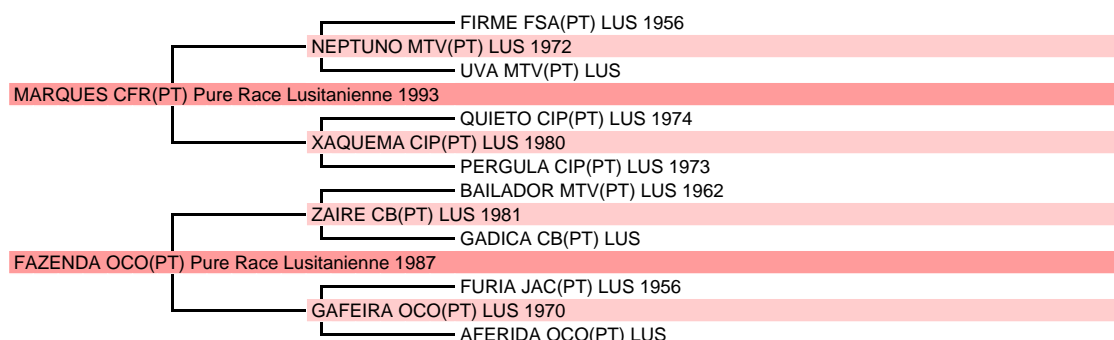 FIRME FSA(PT) LUS 1956
NEPTUNO MTV(PT) LUS 1972
UVA MTV(PT) LUS
MARQUES CFR(PT) Pure Race Lusitanienne 1993
QUIETO CIP(PT) LUS 1974
XAQUEMA CIP(PT) LUS 1980
PERGULA CIP(PT) LUS 1973
BAILADOR MTV(PT) LUS 1962
ZAIRE CB(PT) LUS 1981
GADICA CB(PT) LUS
FAZENDA OCO(PT) Pure Race Lusitanienne 1987
FURIA JAC(PT) LUS 1956
GAFEIRA OCO(PT) LUS 1970
AFERIDA OCO(PT) LUS